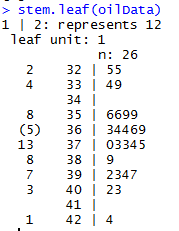 > stem.leaf(oilData)
1 | 2: represents 12
 leaf unit: 1
            n: 26
   2    32 | 55
   4    33 | 49
        34 |
   8    35 | 6699
  (5)   36 | 34469
  13    37 | 03345
   8    38 | 9
   7    39 | 2347
   3    40 | 23
        41 |
   1    42 | 4